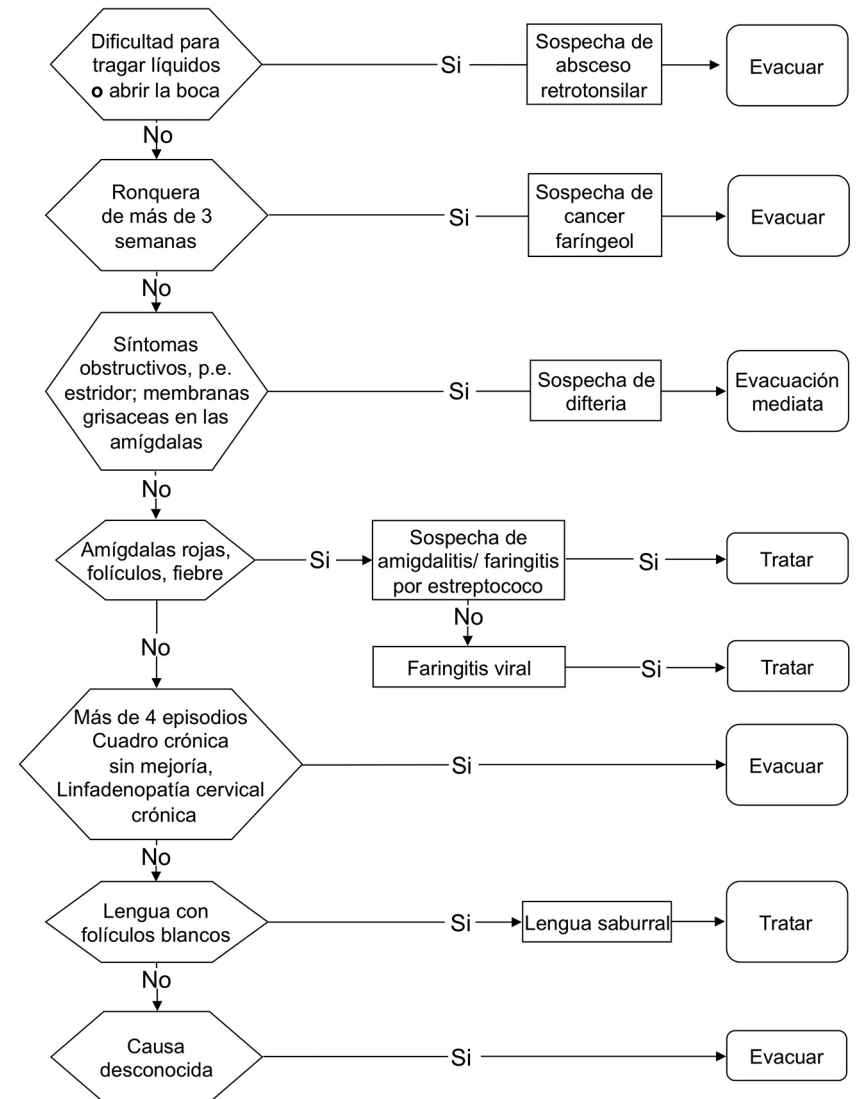 Dificultad para
tragar líquidos
o abrir la boca
Si
Sospecha de
absceso
retrotonsilar
Evacuar
No
Ronquera
de más de 3
semanas
Si
Sospecha de
cancer
faríngeol
Evacuar
No
Síntomas
obstructivos, p.e.
estridor; membranas
grisaceas en las
amígdalas
Si
Sospecha de
difteria
Evacuación
mediata
No
Amígdalas rojas,
folículos, fiebre
Si
Sospecha de
amigdalitis/ faringitis
por estreptococo
Si
Tratar
No
Faringitis viral
Si
Tratar
No
Más de 4 episodios
Cuadro crónica
sin mejoría,
Linfadenopatía cervical
crónica
Si
Evacuar
No
Lengua con
folículos blancos
Si
Lengua saburral
Tratar
No
Causa
desconocida
Si
Evacuar